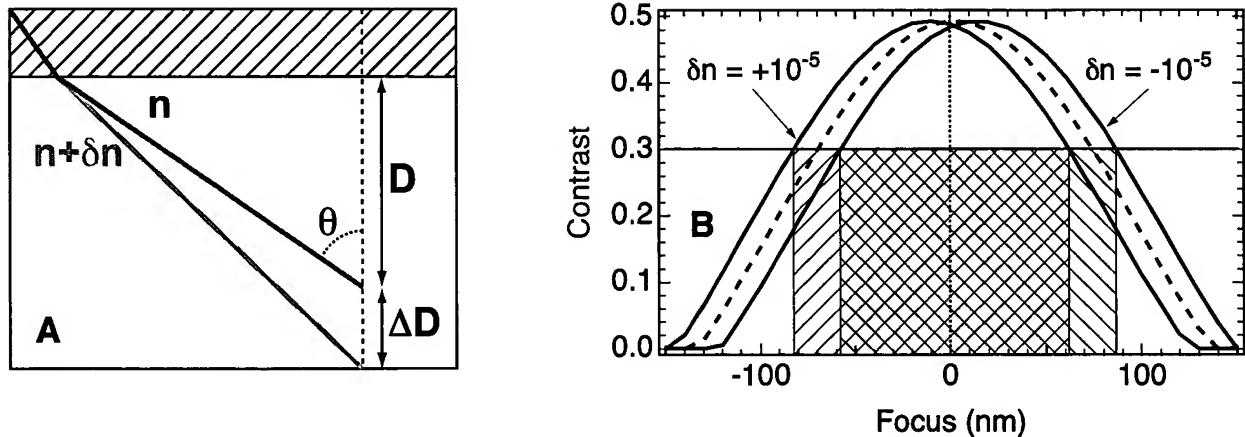 n
n+δn
D
θ
ΔD
A
0.5
0.4
0.3
0.2
0.1
0.0
Contrast
δn = +10⁻⁵
δn = -10⁻⁵
B
-100
0
100
Focus (nm)